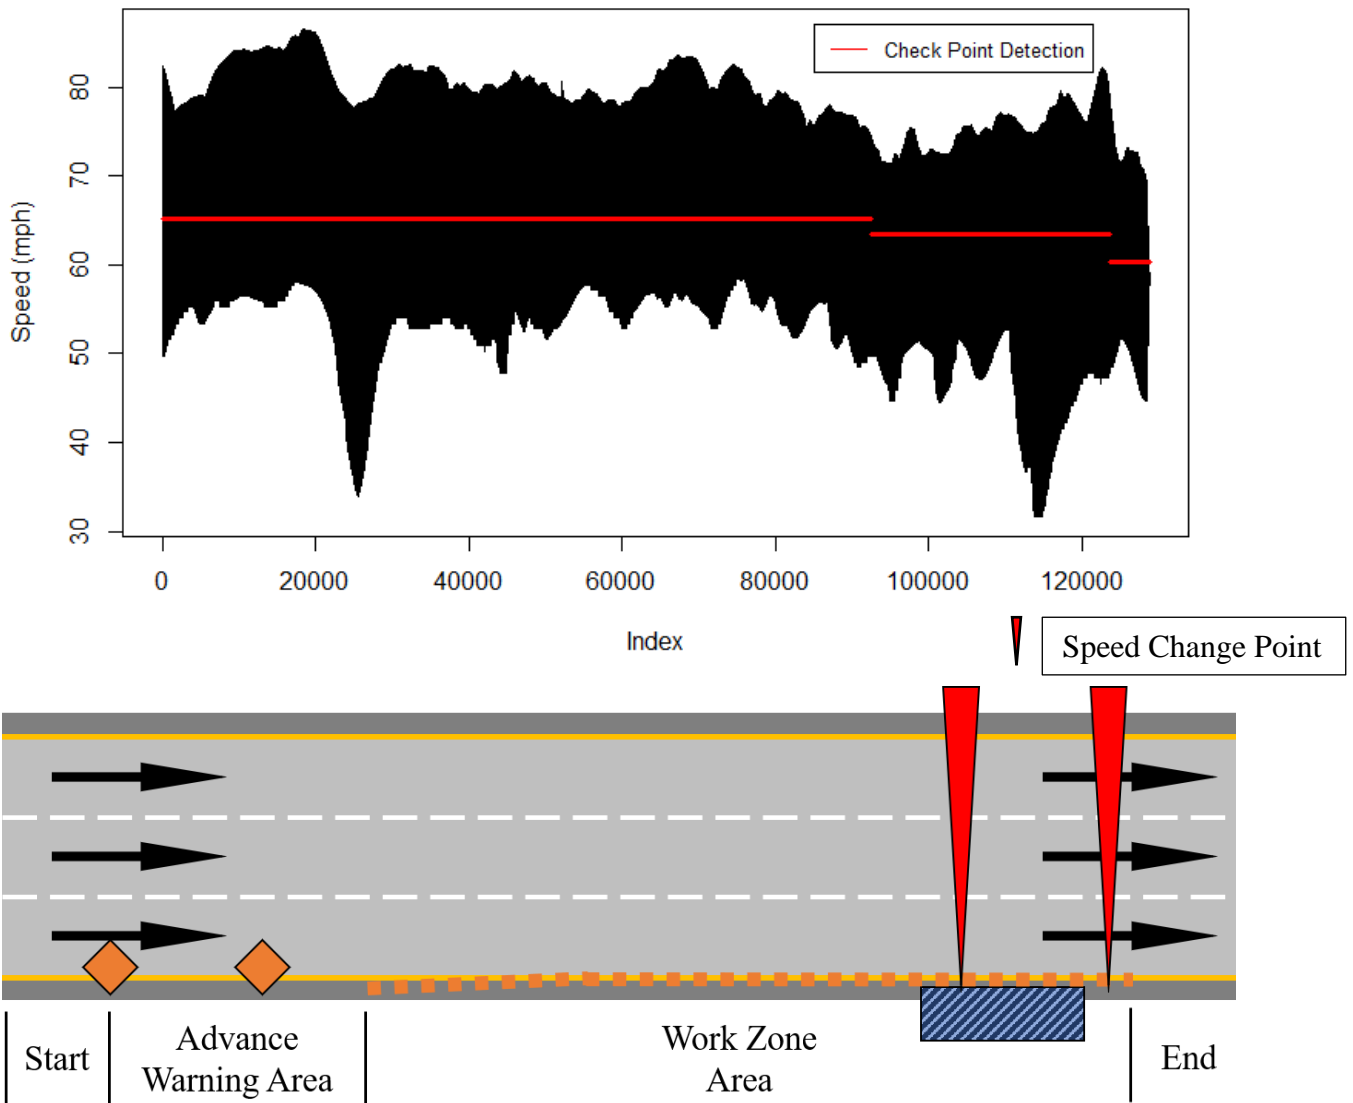 Check Point Detection
80
70
60
50
40
30
Speed (mph)
0 20000 40000 60000 80000 100000 120000
Index
Speed Change Point
Start
Advance
Warning Area
Work Zone
Area
End